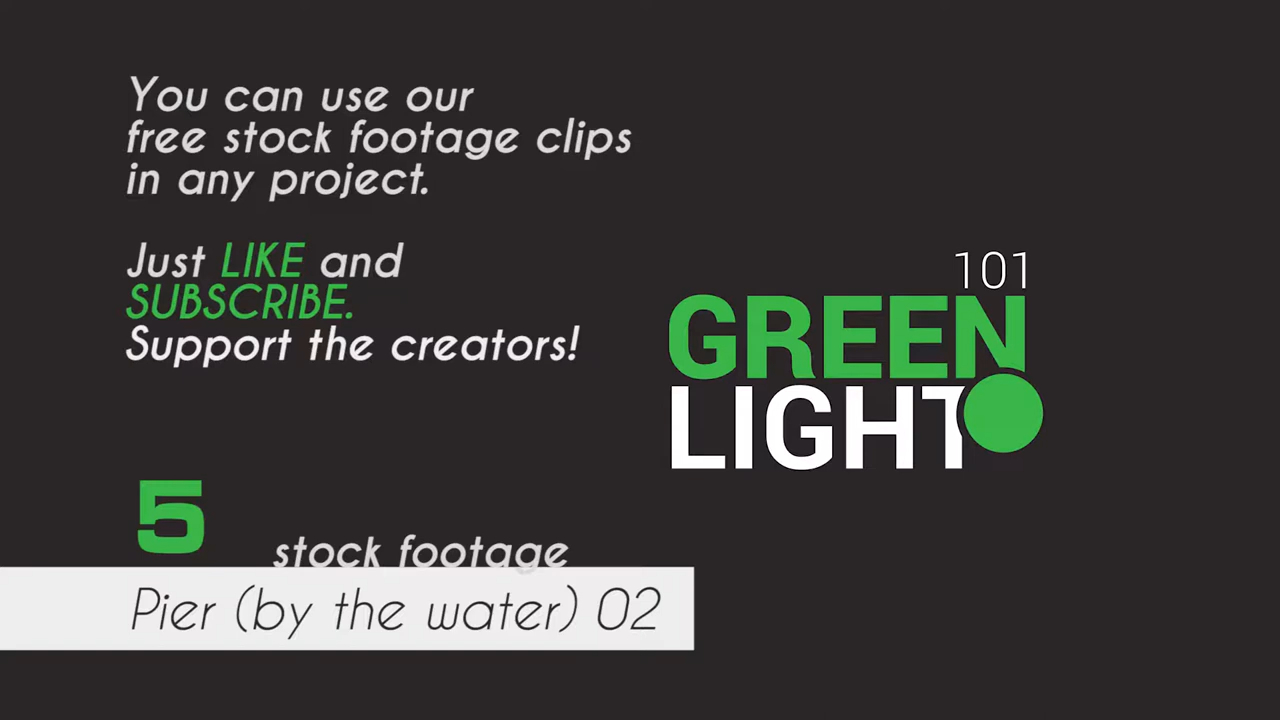 You can use our
free stock footage clips
in any project.
Just LIKE and
SUBSCRIBE.
Support the creators!
101
GREEN
LIGHT
5
stock footage
Pier (by the water) 02